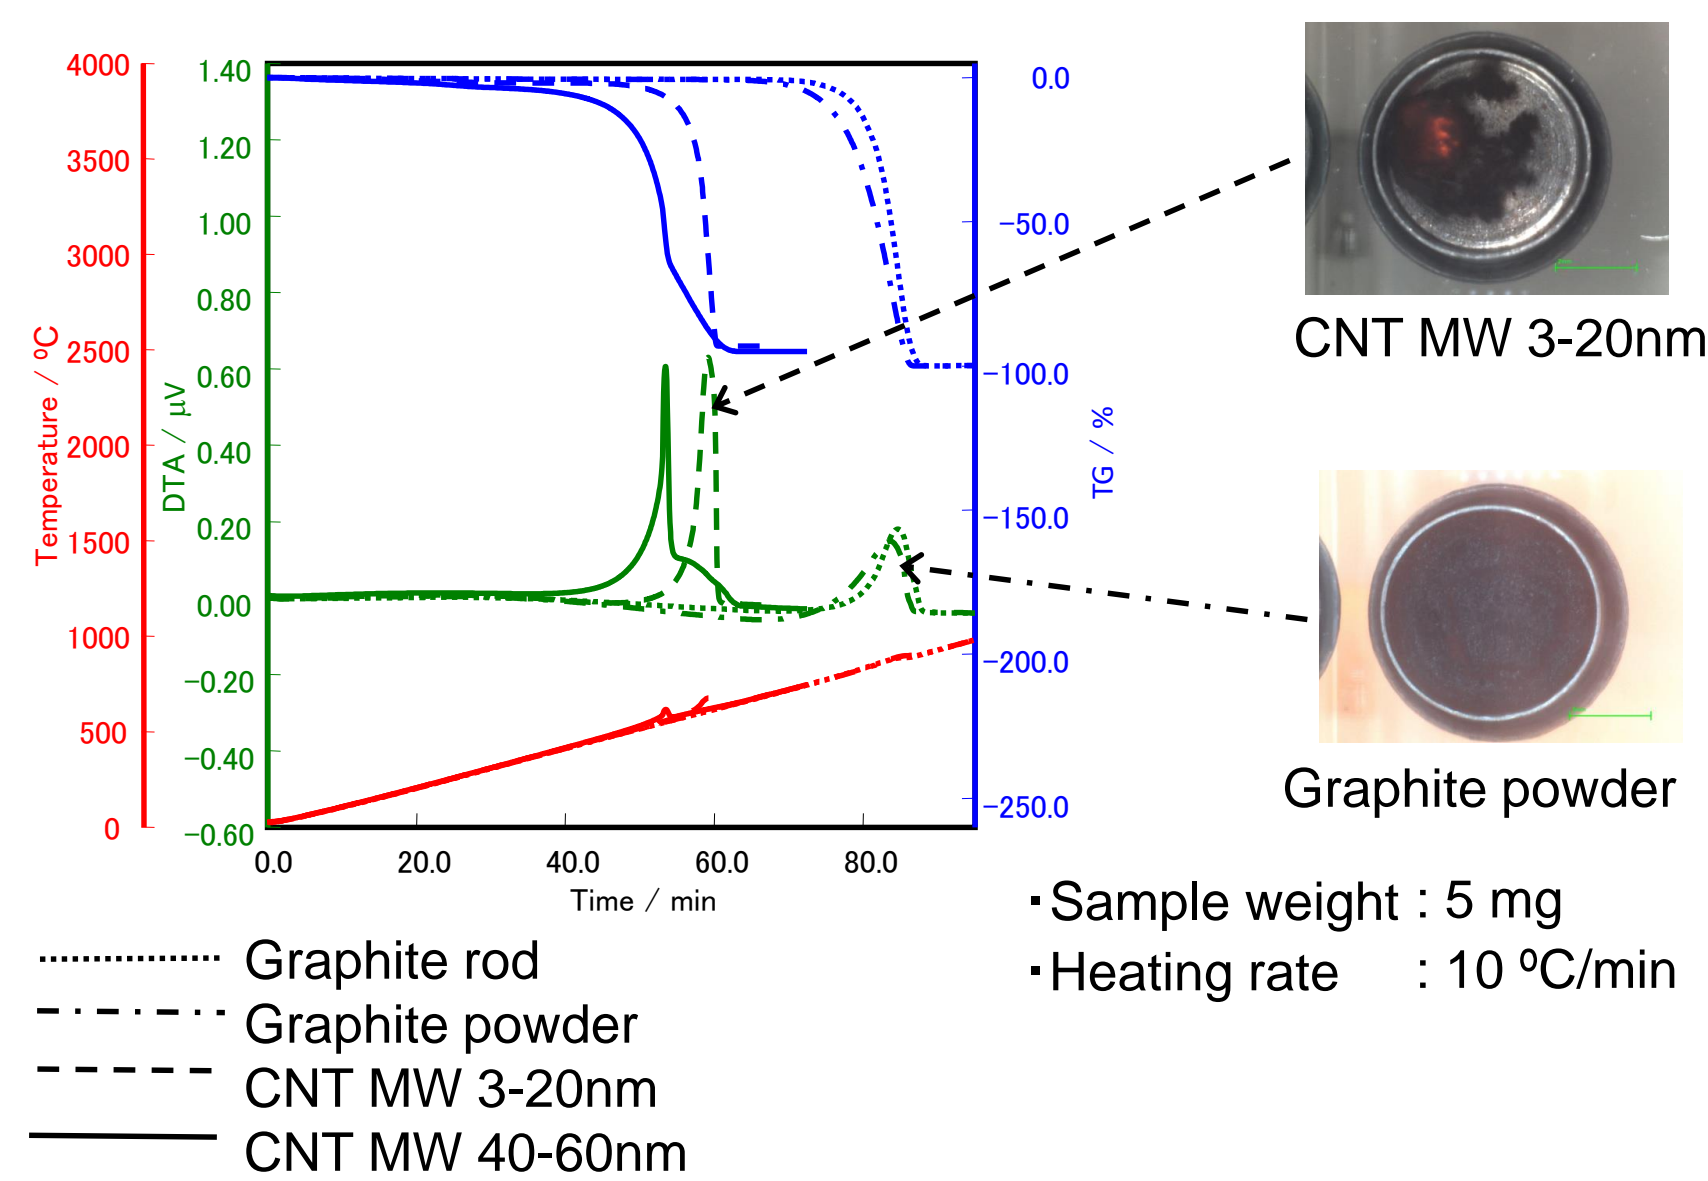 4000
3500
3000
2500
2000
1500
1000
500
0
Temperature / ºC
1.40
1.20
1.00
0.80
0.60
0.40
0.20
0.00
−0.20
−0.40
−0.60
DTA / µV
0.0
−50.0
−100.0
−150.0
−200.0
−250.0
TG / %
0.0 20.0 40.0 60.0 80.0
Time / min
CNT MW 3-20nm
Graphite powder
・Sample weight : 5 mg
・Heating rate : 10 ºC/min
Graphite rod
Graphite powder
CNT MW 3-20nm
CNT MW 40-60nm